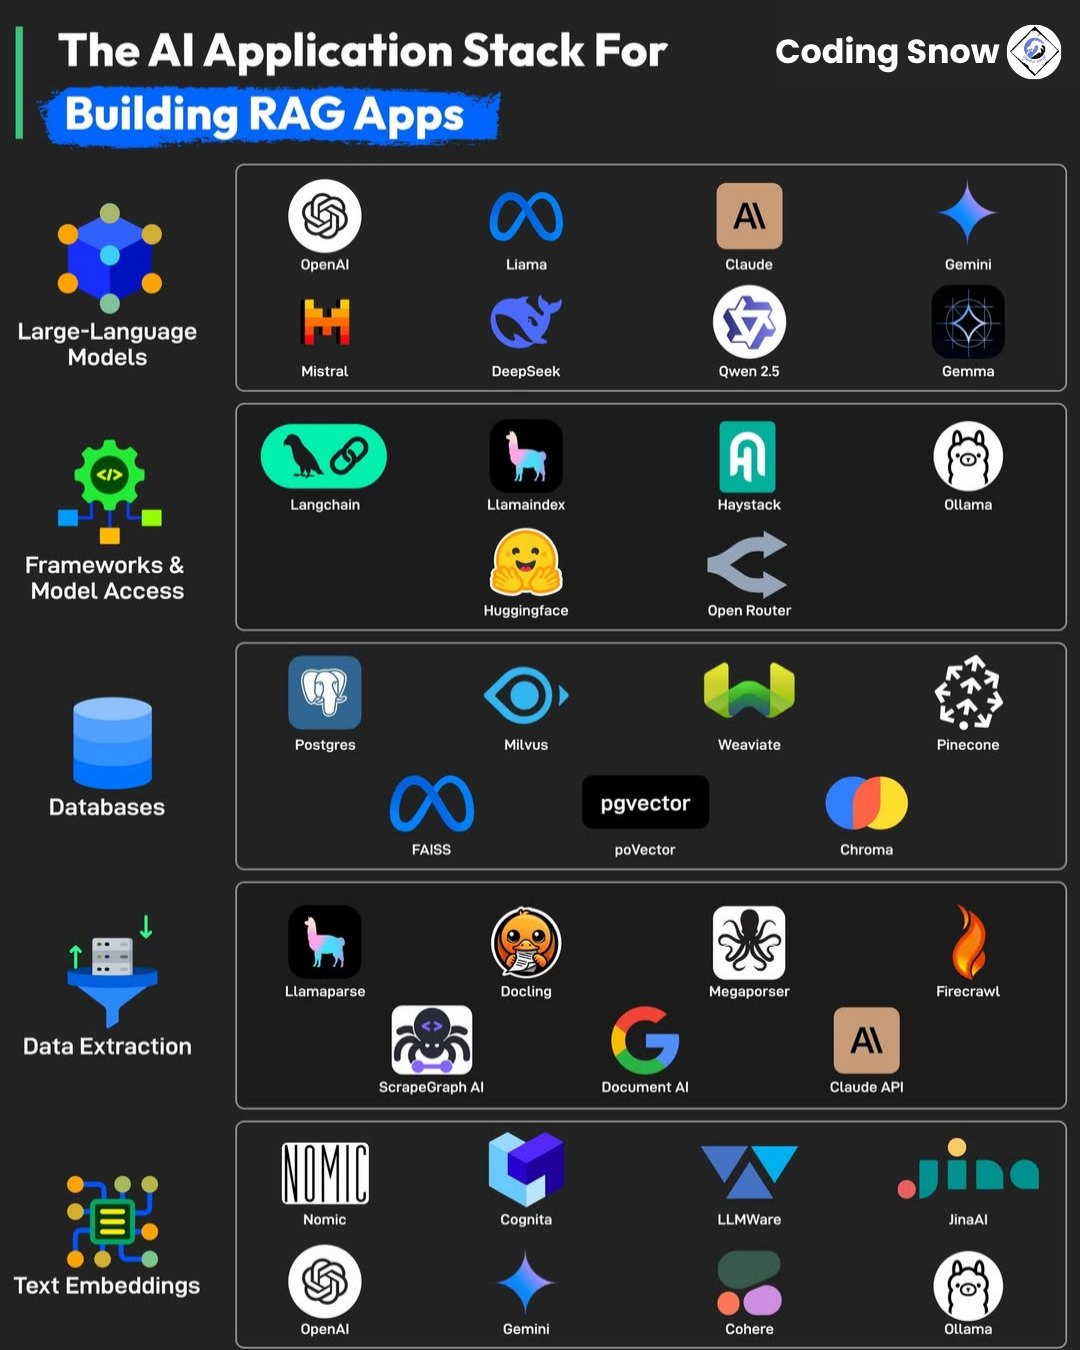 The AI Application Stack For
Coding Snow
Building RAG Apps
Large-Language
Models
OpenAI
Liama
AI
Claude
Gemini
Mistral
DeepSeek
Qwen 2.5
Gemma
Frameworks &
Model Access
</>
Langchain
Llamaindex
Haystack
Ollama
Huggingface
Open Router
Databases
Postgres
Milvus
Weaviate
Pinecone
FAISS
pgvector
poVector
Chroma
Data Extraction
Llamaparse
Docling
Megaporser
Firecrawl
<>
ScrapeGraph AI
Document AI
AI
Claude API
Text Embeddings
NOMIC
Nomic
Cognita
LLMWare
Jina
JinaAI
OpenAI
Gemini
Cohere
Ollama